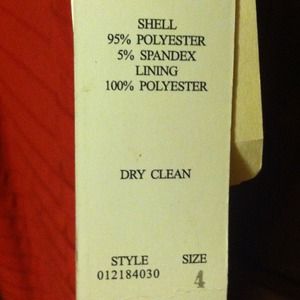 SHELL
95% POLYESTER
5% SPANDEX
LINING
100% POLYESTER
DRY CLEAN
STYLE SIZE
012184030 4